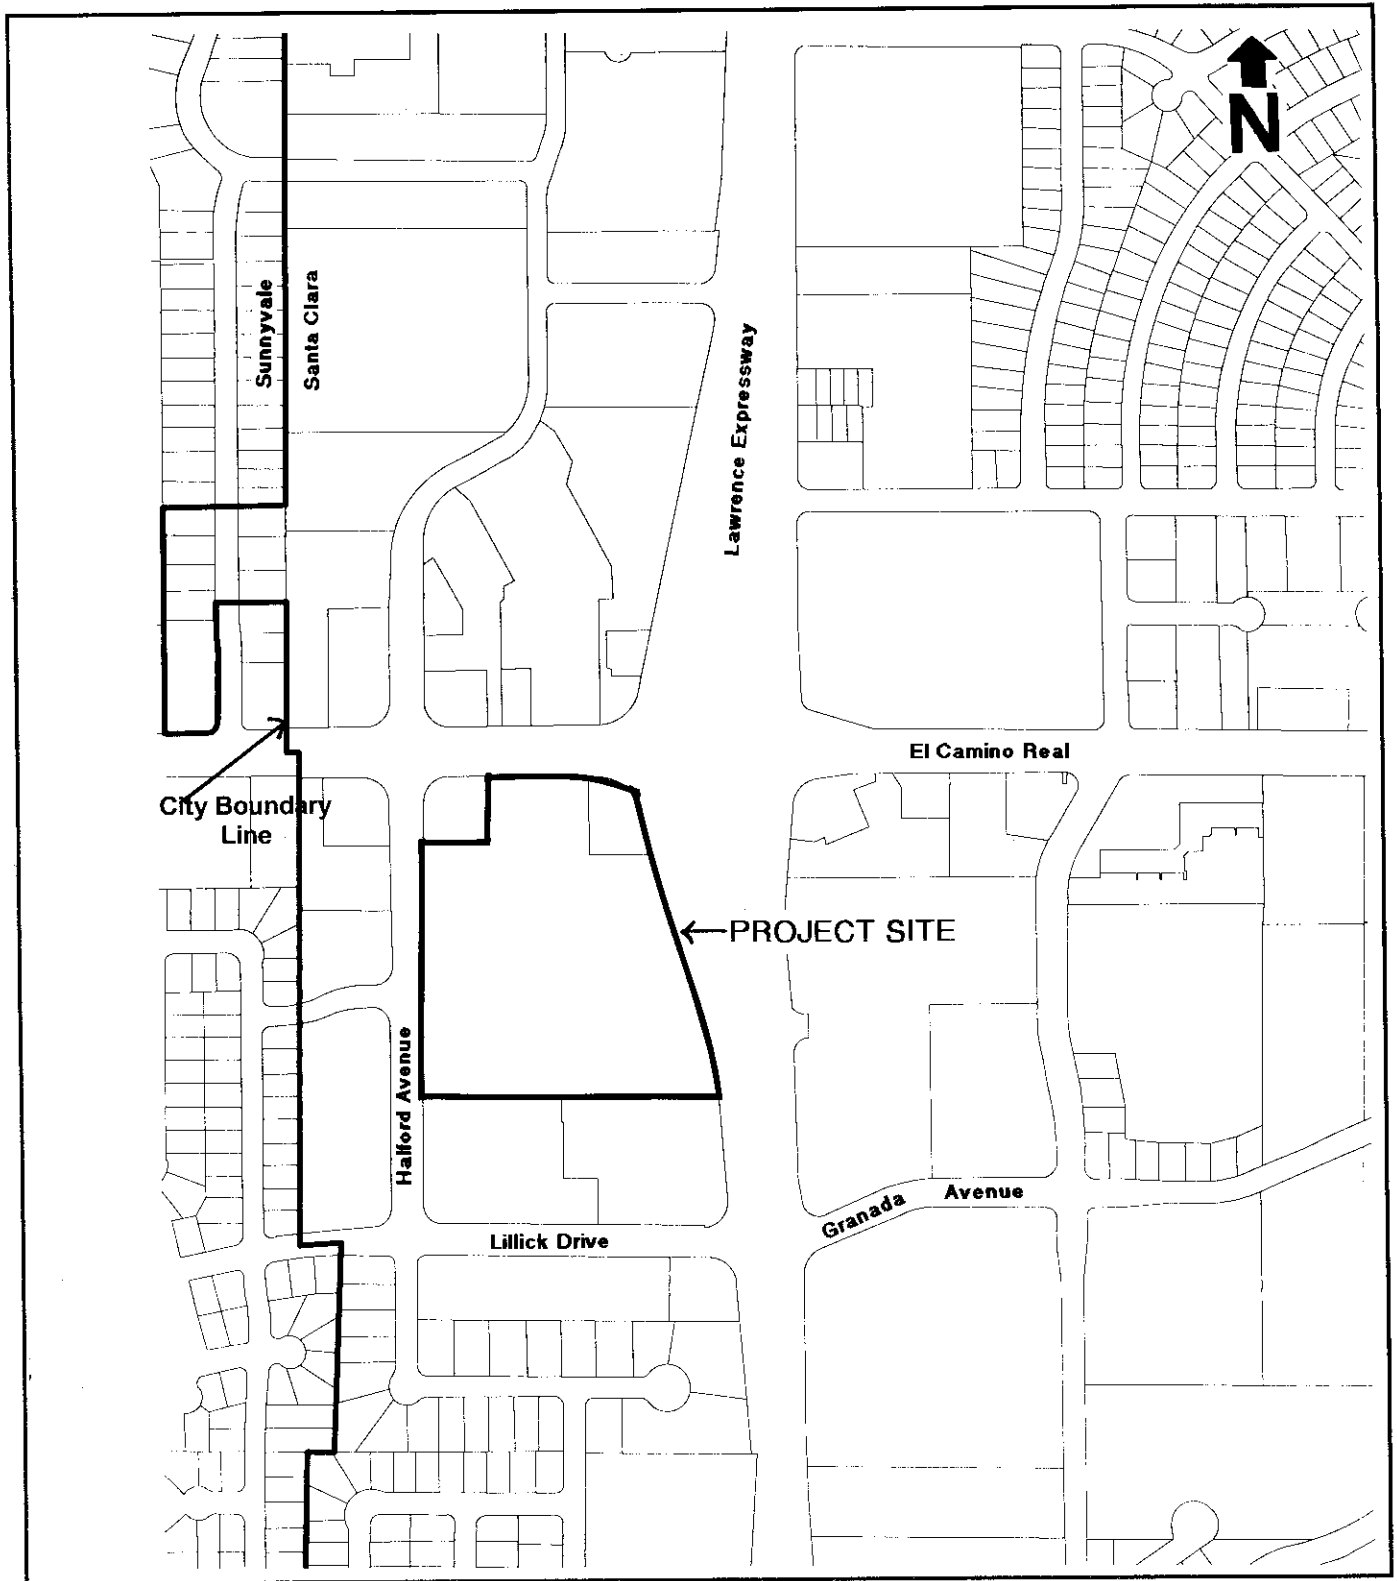 N
Sunnyvale
Santa Clara
Lawrence Expressway
El Camino Real
City Boundary
Line
PROJECT SITE
Halford Avenue
Granada Avenue
Lillick Drive